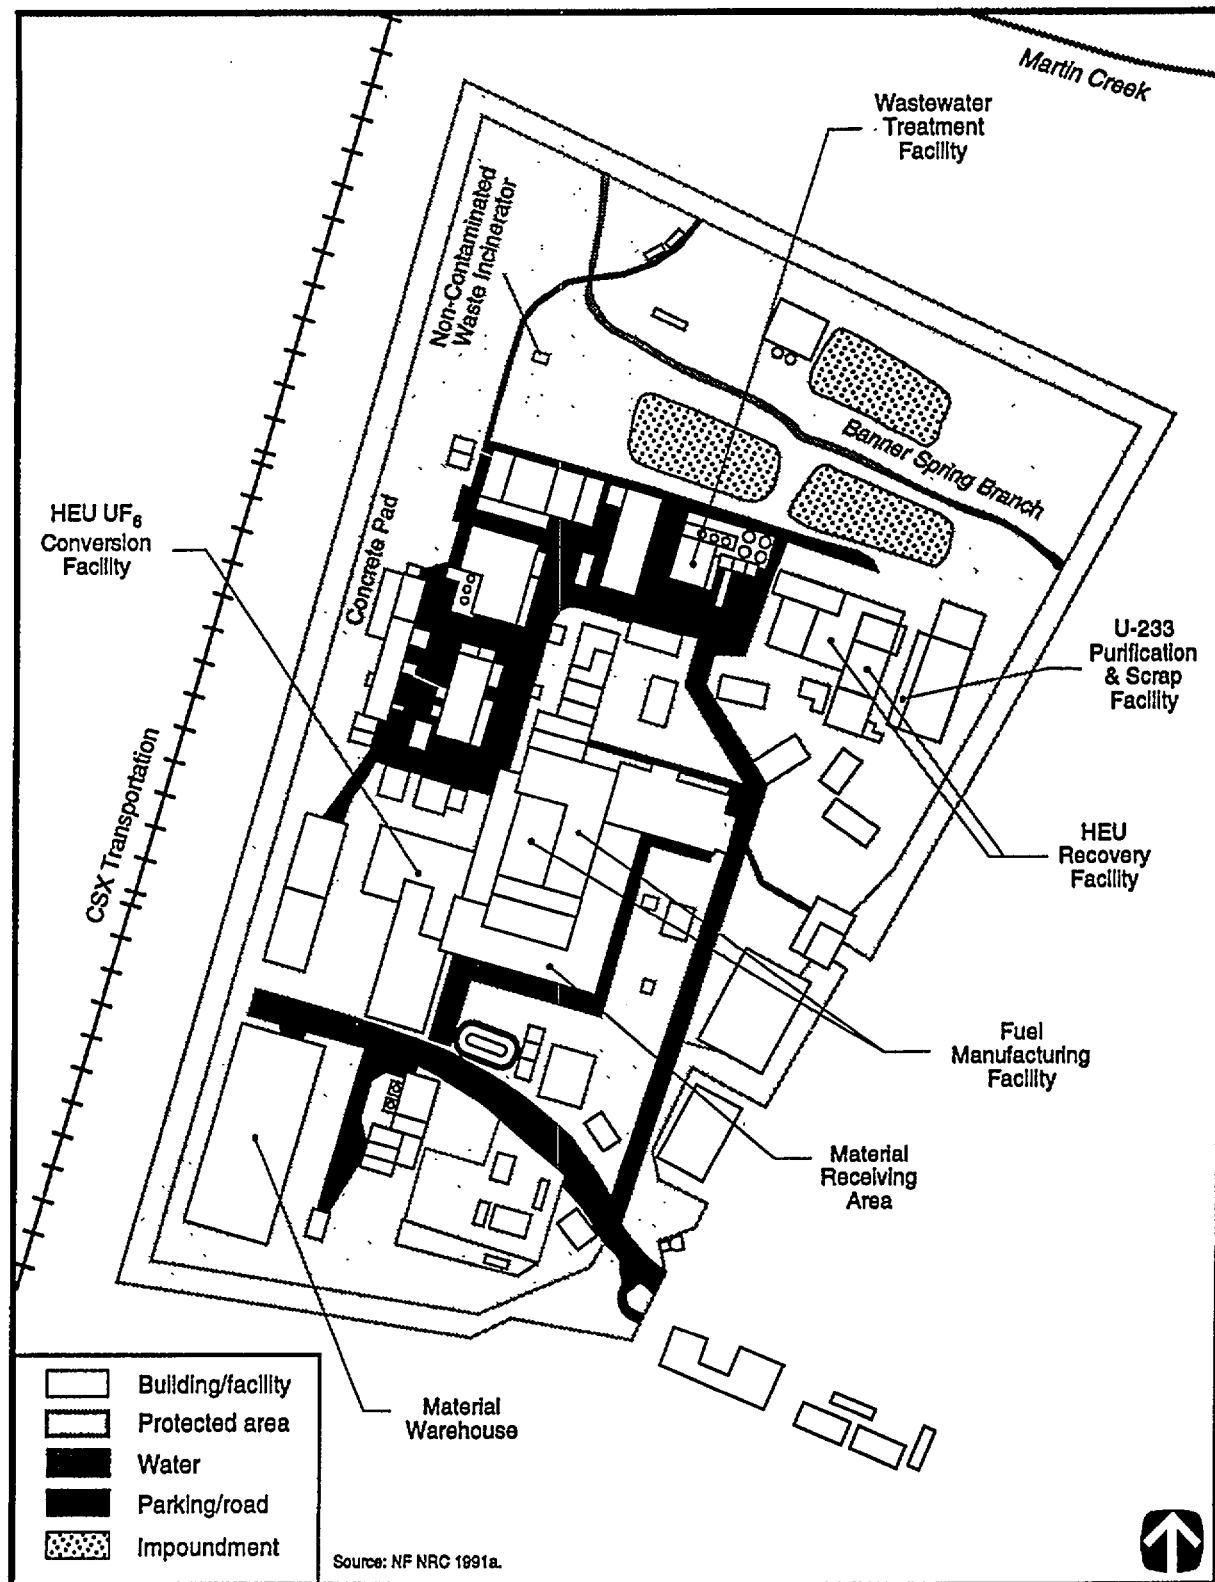 Martin Creek
Wastewater
Treatment
Facility
Non-Contaminated
Waste Incinerator
Banner Spring Branch
HEU UF6
Conversion
Facility
Concrete Pad
U-233
Purification
& Scrap
Facility
CSX Transportation
HEU
Recovery
Facility
Fuel
Manufacturing
Facility
Material
Receiving
Area
Material
Warehouse
Building/facility
Protected area
Water
Parking/road
Impoundment
Source: NF NRC 1991a.